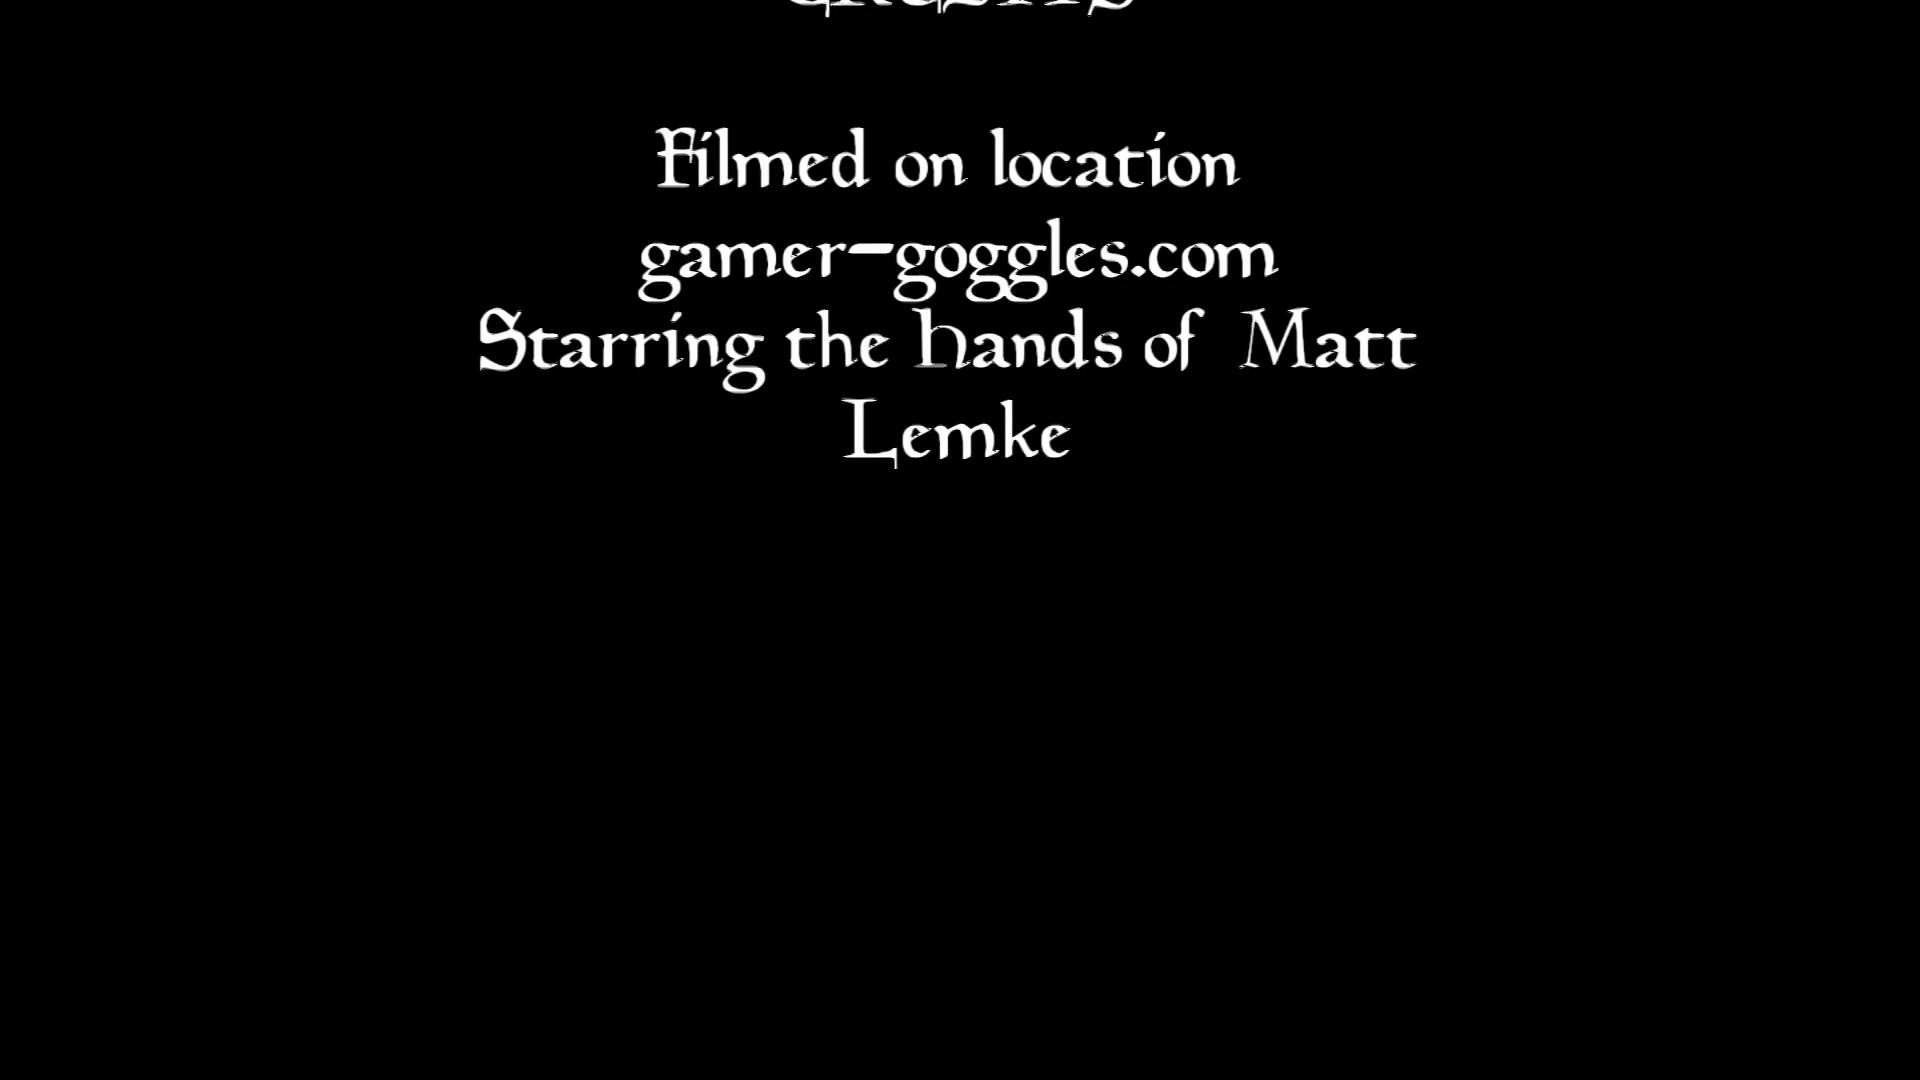 Filmed on location
gamer-goggles.com
Starring the Hands of Matt
Lemke